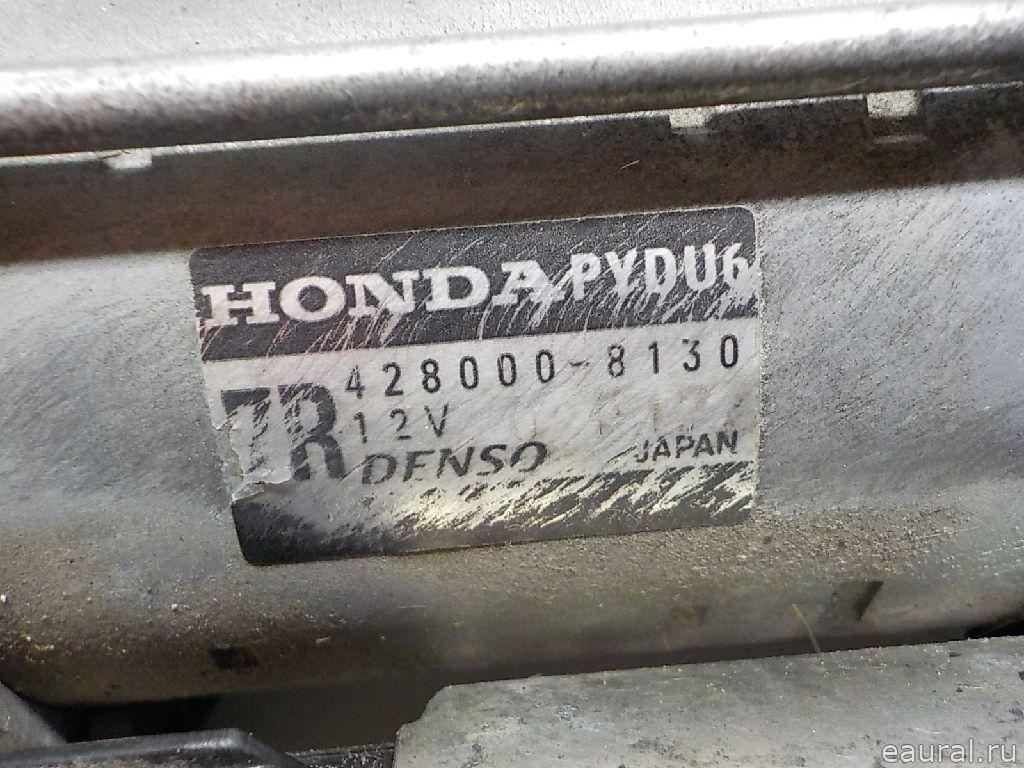 HONDA PYDU6
428000-8130
TR 12V
DENSO JAPAN
eaural.ru